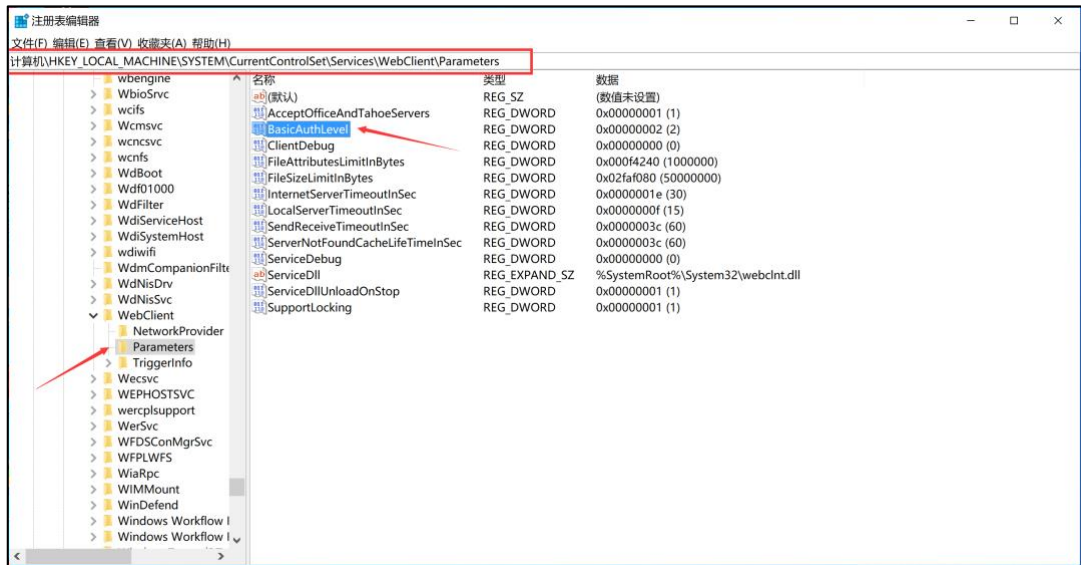 注册表编辑器
文件(F) 编辑(E) 查看(V) 收藏夹(A) 帮助(H)
计算机\HKEY_LOCAL_MACHINE\SYSTEM\CurrentControlSet\Services\WebClient\Parameters
wbengine
WbioSrvc
wcifs
Wcmsvc
wcncsvc
wcnfs
WdBoot
Wdf01000
WdFilter
WdiServiceHost
WdiSystemHost
wdiwifi
WdmCompanionFilte
WdNisDrv
WdNisSvc
WebClient
NetworkProvider
Parameters
TriggerInfo
Wecsvc
WEPHOSTSVC
wercplsupport
WerSvc
WFDSConMgrSvc
WFPLWFS
WiaRpc
WIMMount
WinDefend
Windows Workflow
Windows Workflow
名称 类型 数据
(默认) REG_SZ (数值未设置)
AcceptOfficeAndTahoeServers REG_DWORD 0x00000001 (1)
BasicAuthLevel REG_DWORD 0x00000002 (2)
ClientDebug REG_DWORD 0x00000000 (0)
FileAttributesLimitInBytes REG_DWORD 0x000f4240 (1000000)
FileSizeLimitInBytes REG_DWORD 0x02faf080 (50000000)
InternetServerTimeoutInSec REG_DWORD 0x0000001e (30)
LocalServerTimeoutInSec REG_DWORD 0x0000000f (15)
SendReceiveTimeoutInSec REG_DWORD 0x0000003c (60)
ServerNotFoundCacheLifeTimeInSec REG_DWORD 0x0000003c (60)
ServiceDebug REG_DWORD 0x00000000 (0)
ServiceDll REG_EXPAND_SZ %SystemRoot%\System32\webclnt.dll
ServiceDllUnloadOnStop REG_DWORD 0x00000001 (1)
SupportLocking REG_DWORD 0x00000001 (1)